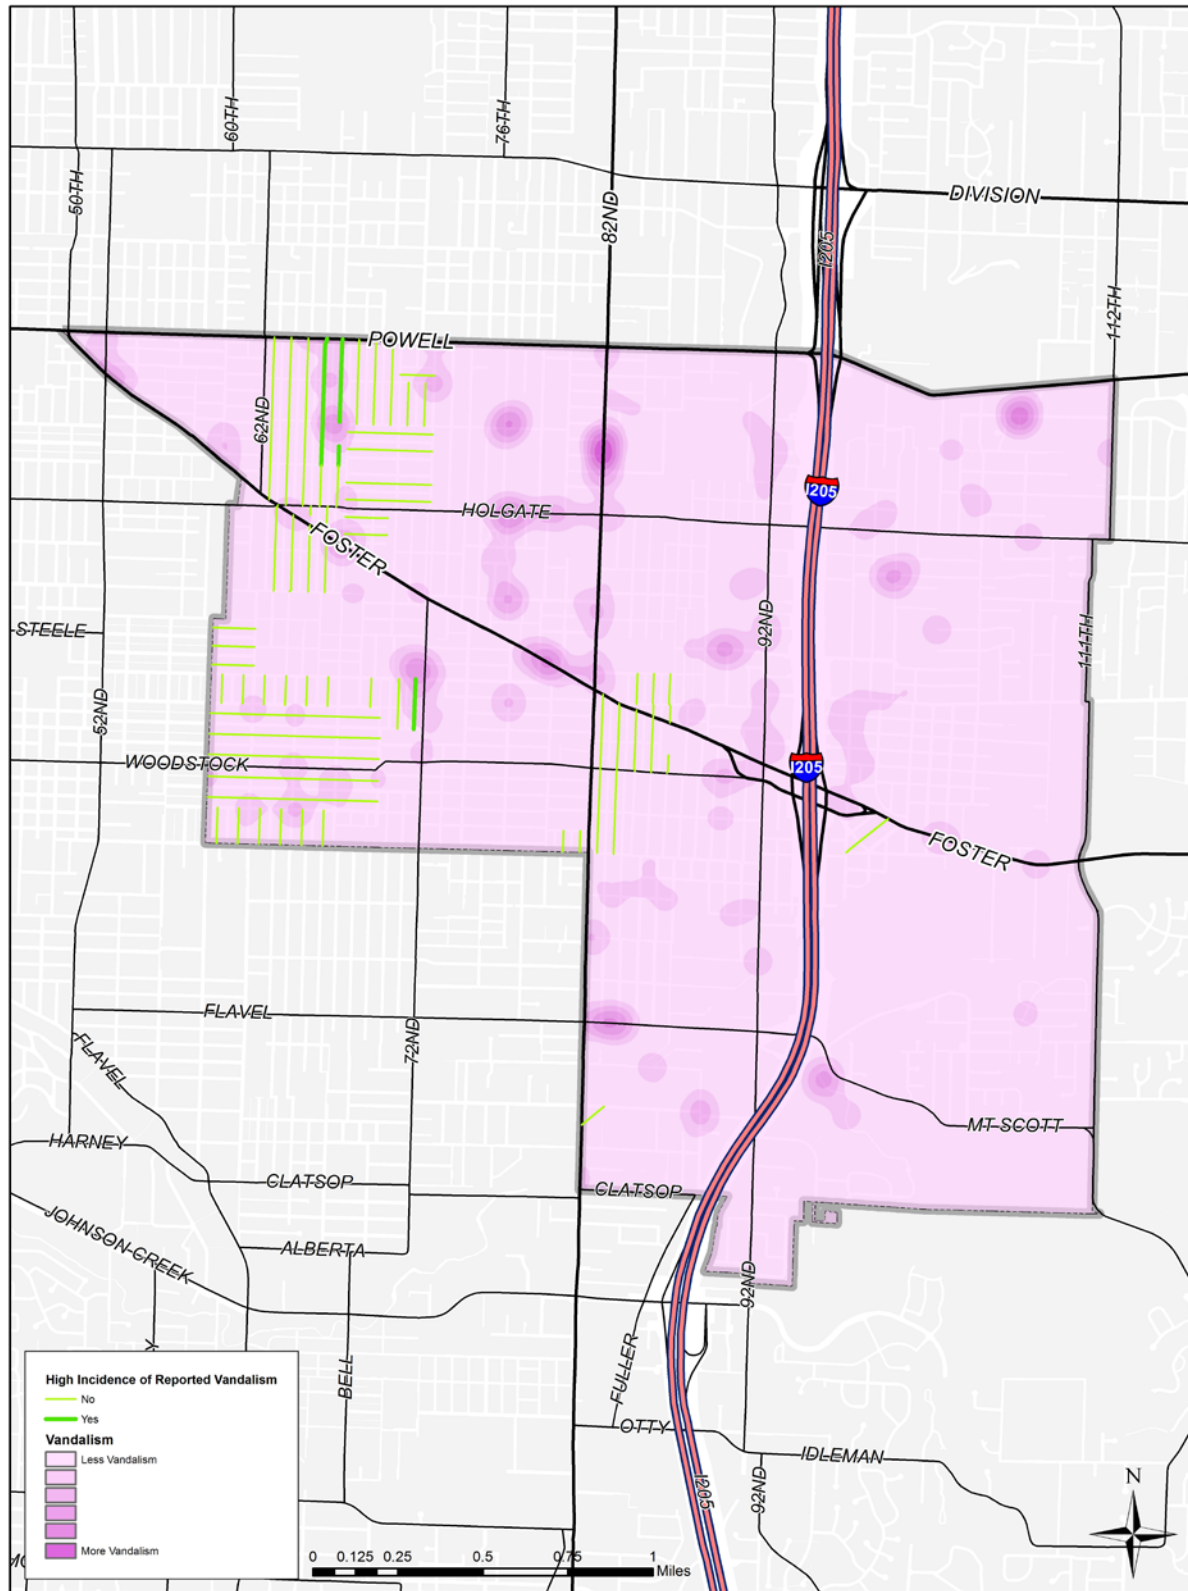 60TH
76TH
50TH
82ND
DIVISION
I205
112TH
POWELL
62ND
I205
HOLGATE
FOSTER
92ND
111TH
STEELE
52ND
WOODSTOCK
I205
FOSTER
FLAVEL
72ND
FLAVEL
HARNEY
MT SCOTT
CLATSOP
CLATSOP
JOHNSON CREEK
ALBERTA
92ND
FULLER
BELL
OTTY
IDLEMAN
I205
92ND
High Incidence of Reported Vandalism
No
Yes
Vandalism
Less Vandalism
More Vandalism
N
0 0.125 0.25 0.5 0.75 1
Miles